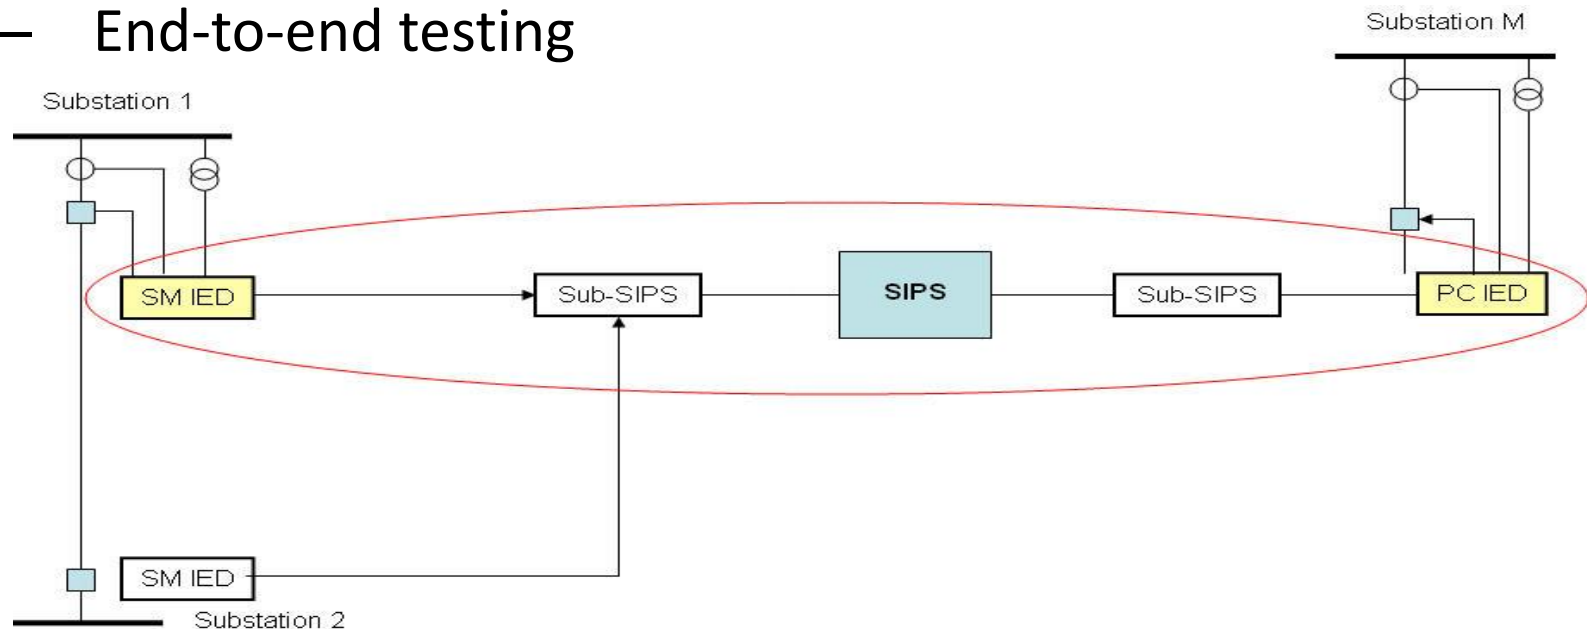 – End-to-end testing
Substation M
Substation 1
SM IED
Sub-SIPS
SIPS
Sub-SIPS
PC IED
SM IED
Substation 2